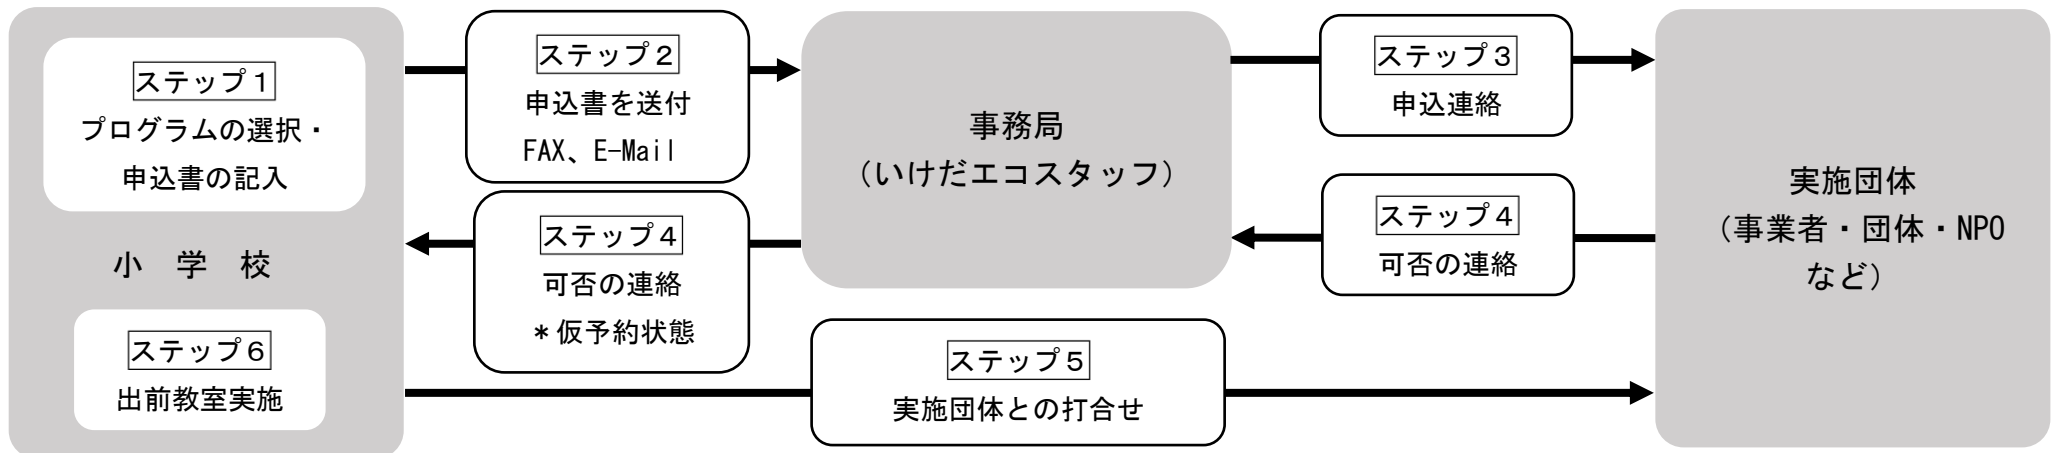 ステップ1
プログラムの選択・
申込書の記入
小 学 校
ステップ6
出前教室実施
ステップ2
申込書を送付
FAX、E-Mail
ステップ4
可否の連絡
＊仮予約状態
事務局
（いけだエコスタッフ）
ステップ5
実施団体との打合せ
ステップ3
申込連絡
ステップ4
可否の連絡
実施団体
（事業者・団体・NPO
など）